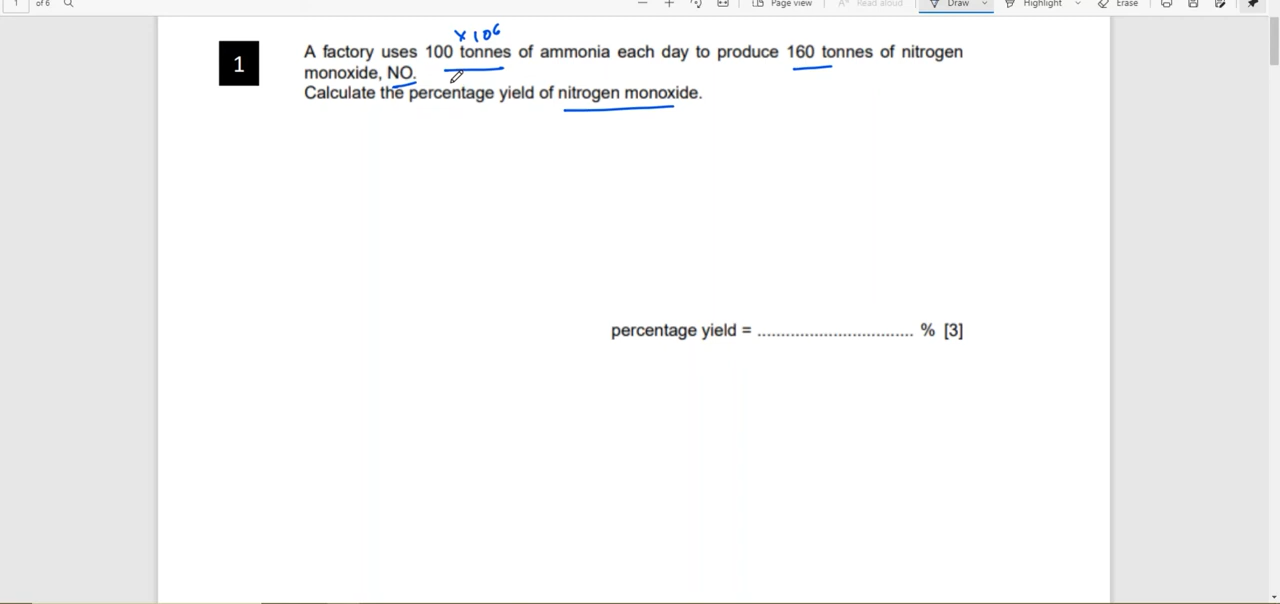 1 of 6 Page view Read aloud Draw Highlight Erase
x 10⁶
1 A factory uses 100 tonnes of ammonia each day to produce 160 tonnes of nitrogen
monoxide, NO.
Calculate the percentage yield of nitrogen monoxide.
percentage yield = ................................ % [3]